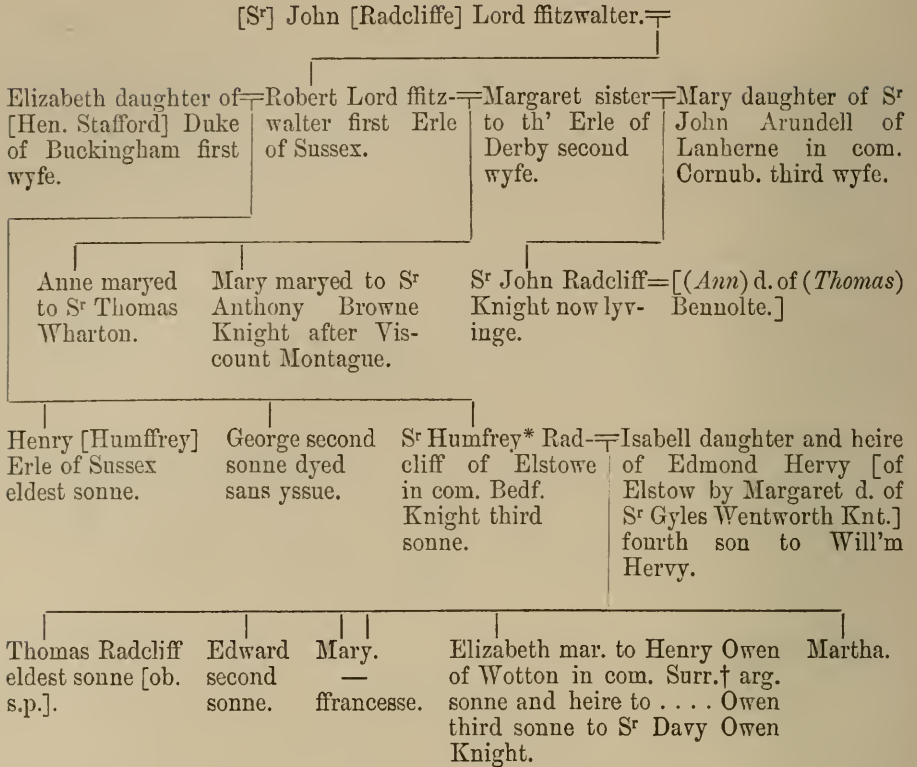 [Sʳ] John [Radcliffe] Lord ffitzwalter.
Elizabeth daughter of
[Hen. Stafford] Duke
of Buckingham first
wyfe.
Robert Lord ffitz-
walter first Erle
of Sussex.
Margaret sister
to th' Erle of
Derby second
wyfe.
Mary daughter of Sʳ
John Arundell of
Lanherne in com.
Cornub. third wyfe.
Anne maryed
to Sʳ Thomas
Wharton.
Mary maryed to Sʳ
Anthony Browne
Knight after Vis-
count Montague.
Sʳ John Radcliff=
Knight now lyv-
inge.
[(Ann) d. of (Thomas)
Bennolte.]
Henry [Humffrey]
Erle of Sussex
eldest sonne.
George second
sonne dyed
sans yssue.
Sʳ Humfrey* Rad-
cliff of Elstowe
in com. Bedf.
Knight third
sonne.
Isabell daughter and heire
of Edmond Hervy [of
Elstow by Margaret d. of
Sʳ Gyles Wentworth Knt.]
fourth son to Will'm
Hervy.
Thomas Radcliff
eldest sonne [ob.
s.p.].
Edward
second
sonne.
Mary.
—
ffrancesse.
Elizabeth mar. to Henry Owen
of Wotton in com. Surr.† arg.
sonne and heire to . . . . Owen
third sonne to Sʳ Davy Owen
Knight.
Martha.